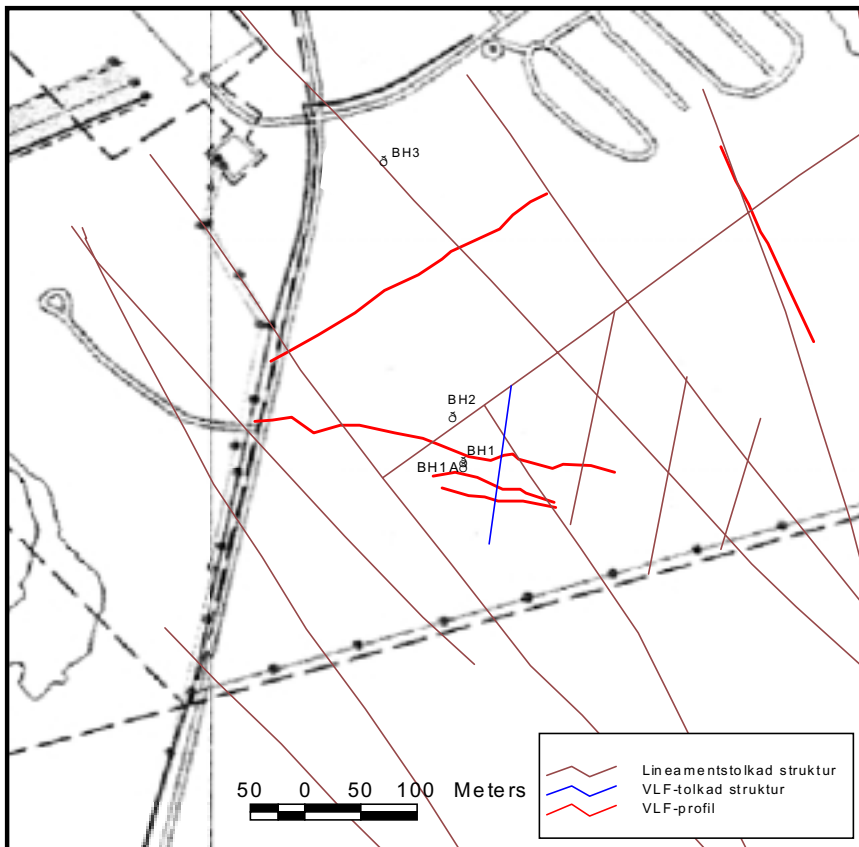 BH3
BH2
BH1
BH1A
50 0 50 100 Meters
Lineamentstolkad struktur
VLF-tolkad struktur
VLF-profil